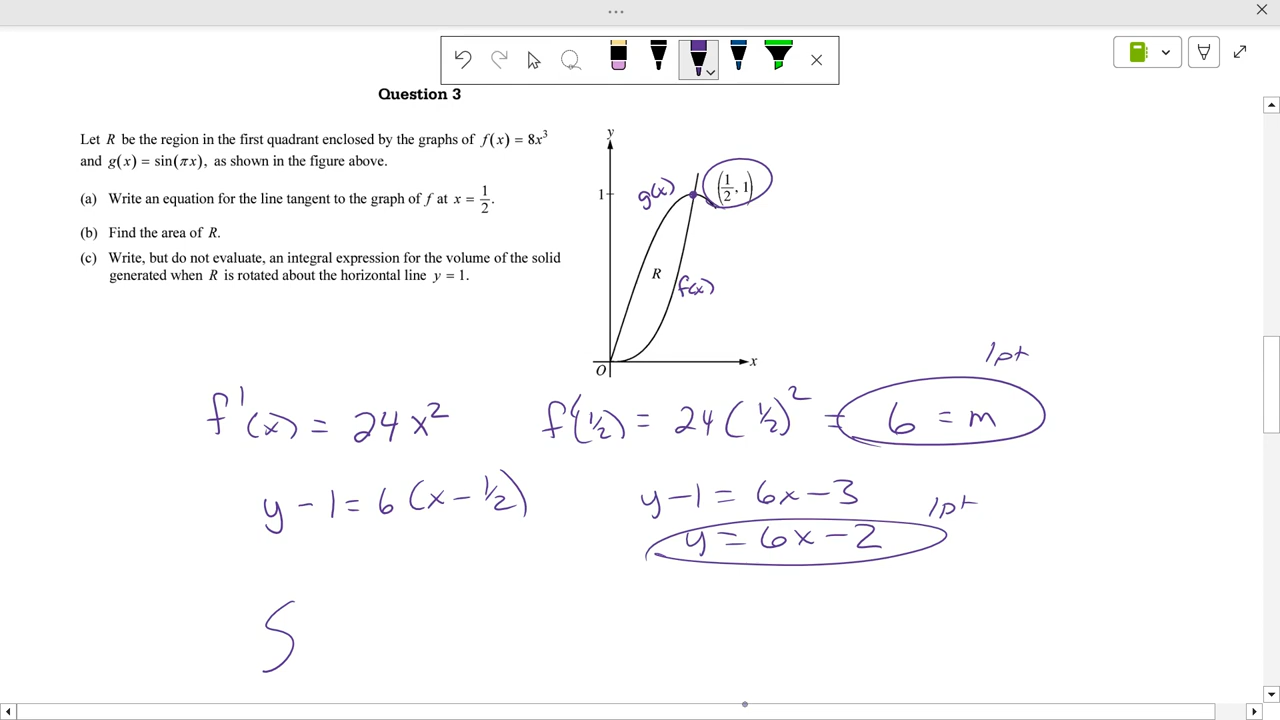 Question 3
Let R be the region in the first quadrant enclosed by the graphs of f(x) = 8x³
and g(x) = sin(πx), as shown in the figure above.
(a) Write an equation for the line tangent to the graph of f at x = 1/2.
(b) Find the area of R.
(c) Write, but do not evaluate, an integral expression for the volume of the solid
generated when R is rotated about the horizontal line y = 1.
y
1
g(x)
(1/2, 1)
R
f(x)
O
x
1pt
f'(x) = 24x²
f'(1/2) = 24(1/2)² = 6 = m
y - 1 = 6(x - 1/2)
y - 1 = 6x - 3
1pt
y = 6x - 2
∫